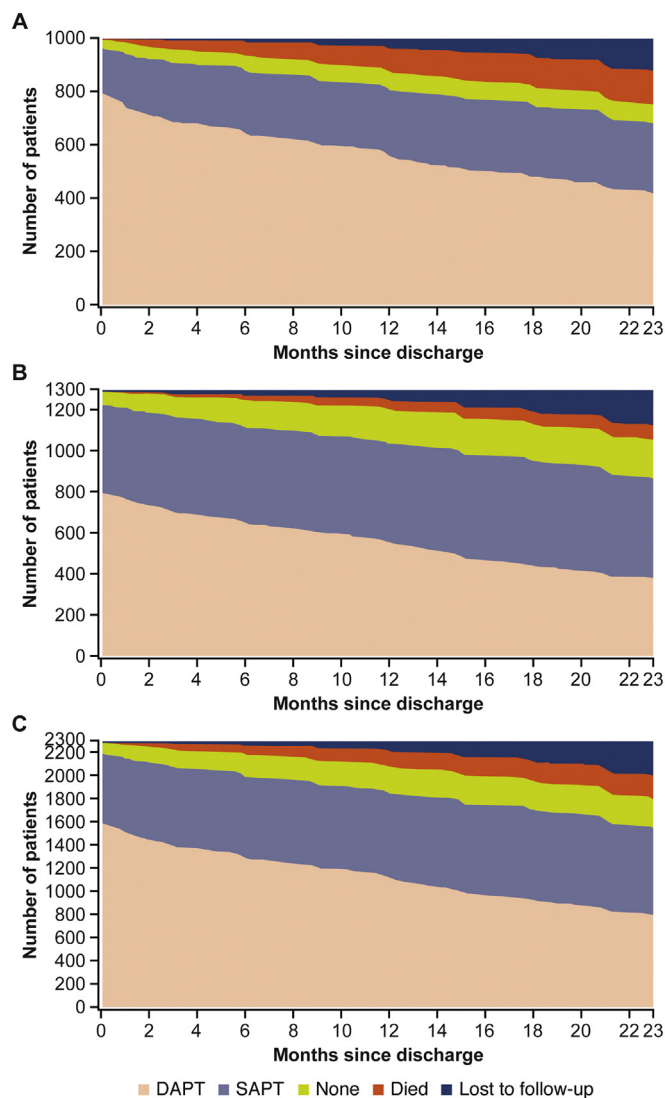 A
1000
800
600
400
200
0
Number of patients
0 2 4 6 8 10 12 14 16 18 20 22 23
Months since discharge
B
1300
1200
1000
800
600
400
200
0
Number of patients
0 2 4 6 8 10 12 14 16 18 20 22 23
Months since discharge
C
2300
2200
2000
1800
1600
1400
1200
1000
800
600
400
200
0
Number of patients
0 2 4 6 8 10 12 14 16 18 20 22 23
Months since discharge
DAPT SAPT None Died Lost to follow-up